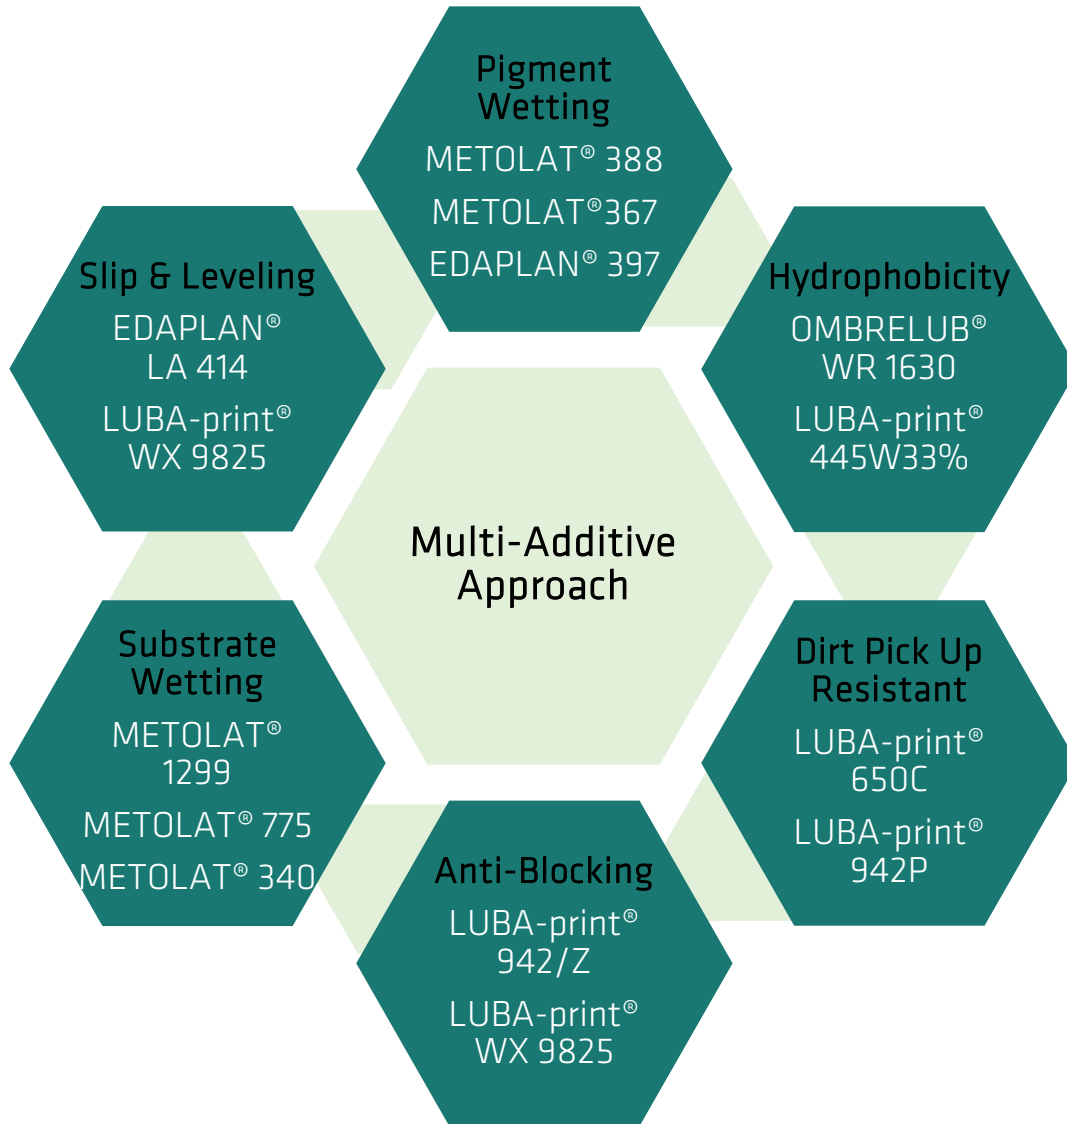 Pigment
Wetting
METOLAT® 388
METOLAT®367
EDAPLAN® 397
Slip & Leveling
EDAPLAN®
LA 414
LUBA-print®
WX 9825
Hydrophobicity
OMBRELUB®
WR 1630
LUBA-print®
445W33%
Multi-Additive
Approach
Substrate
Wetting
METOLAT®
1299
METOLAT® 775
METOLAT® 340
Dirt Pick Up
Resistant
LUBA-print®
650C
LUBA-print®
942P
Anti-Blocking
LUBA-print®
942/Z
LUBA-print®
WX 9825